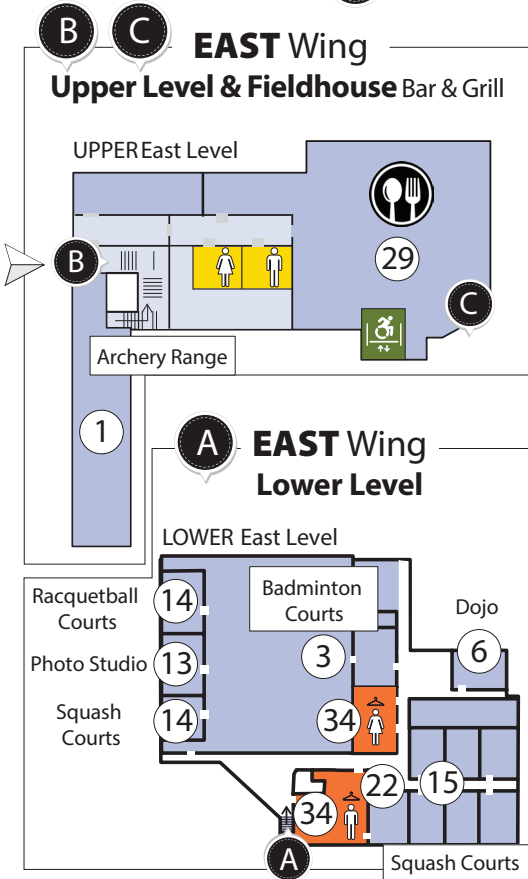 B C EAST Wing
Upper Level & Fieldhouse Bar & Grill
UPPER East Level
29
B
C
Archery Range
1
A EAST Wing
Lower Level
LOWER East Level
Racquetball
Courts
14
Badminton
Courts
Dojo
Photo Studio 13
3
6
Squash
Courts
14
34
34
22
15
A
Squash Courts